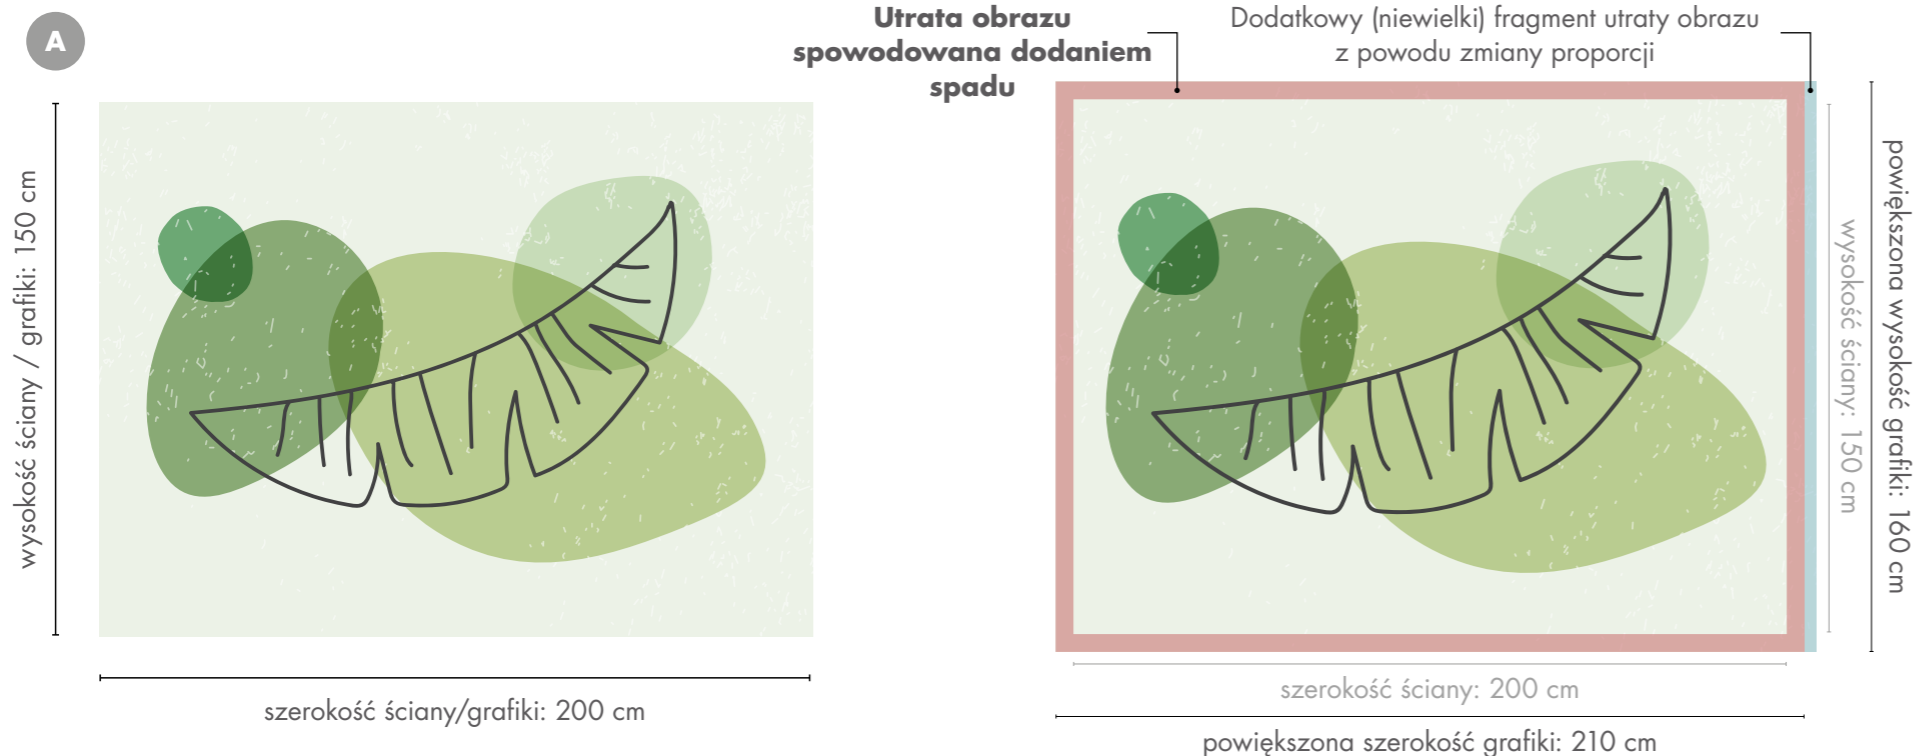 A
Utrata obrazu
spowodowana dodaniem
spadu
Dodatkowy (niewielki) fragment utraty obrazu
z powodu zmiany proporcji
wysokość ściany / grafiki: 150 cm
szerokość ściany/grafiki: 200 cm
wysokość ściany: 150 cm
powiększona wysokość grafiki: 160 cm
szerokość ściany: 200 cm
powiększona szerokość grafiki: 210 cm